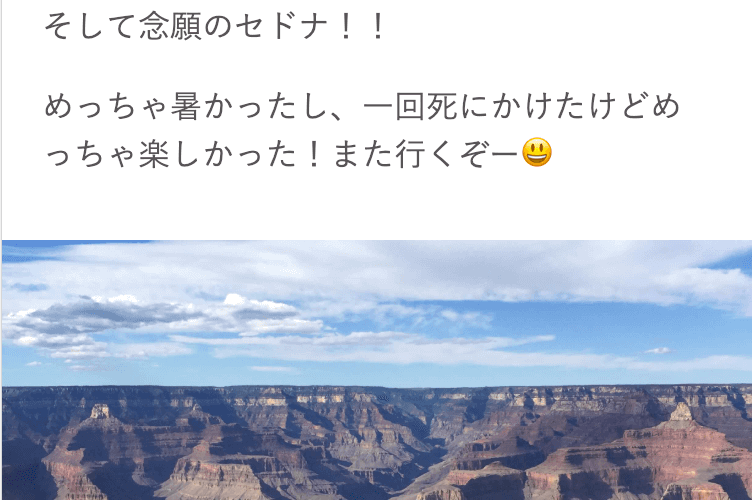 そして念願のセドナ！！
めっちゃ暑かったし、一回死にかけたけどめ
っちゃ楽しかった！また行くぞー😃